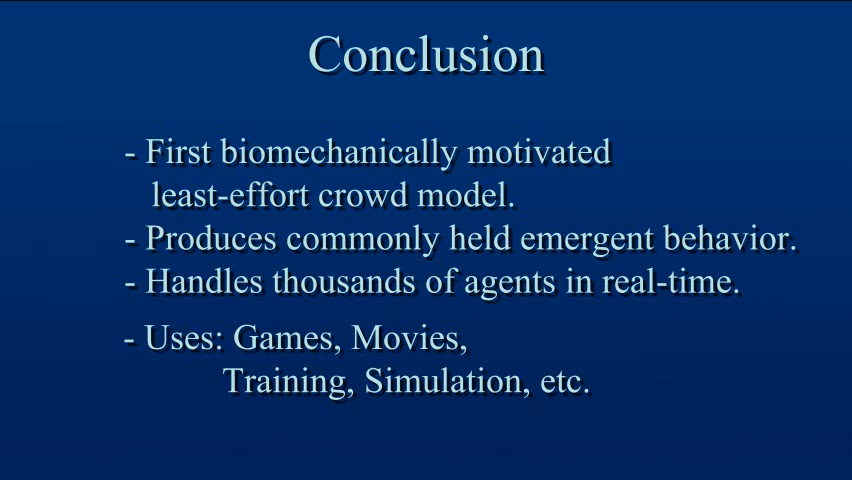 Conclusion
- First biomechanically motivated
least-effort crowd model.
- Produces commonly held emergent behavior.
- Handles thousands of agents in real-time.
- Uses: Games, Movies,
Training, Simulation, etc.